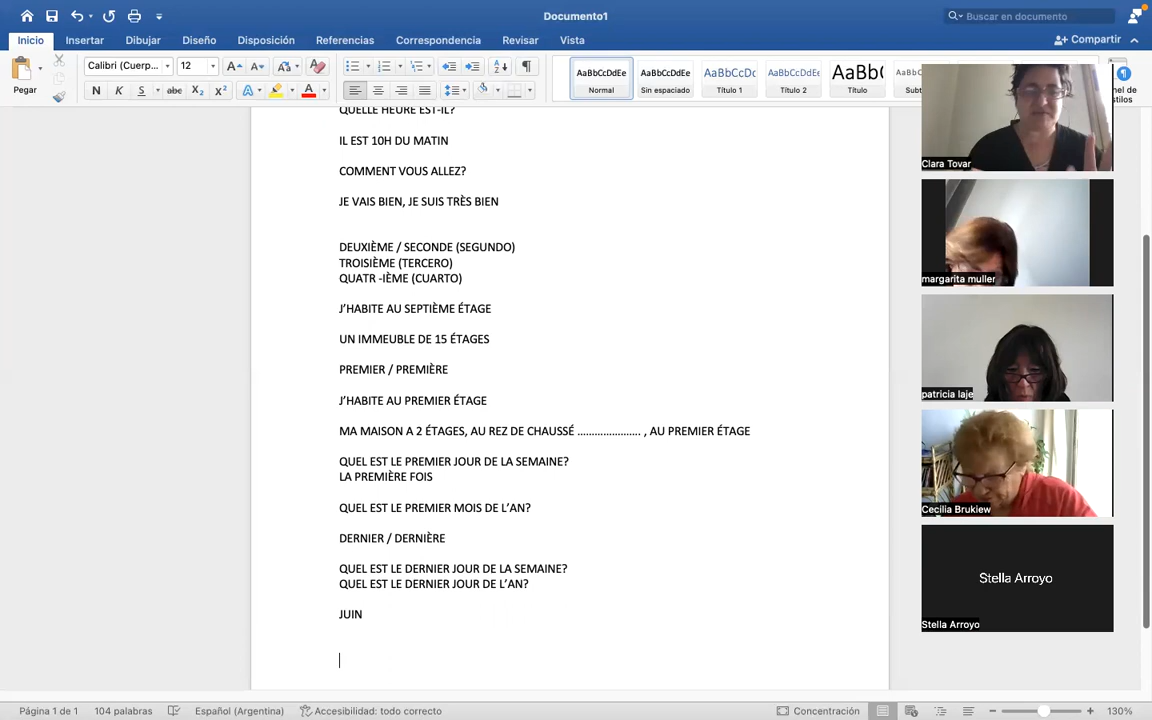 Documento1
Buscar en documento
Inicio
Insertar
Dibujar
Diseño
Disposición
Referencias
Correspondencia
Revisar
Vista
Compartir
Pegar
Calibri (Cuerp...
12
N K S abc X₂ X²
AaBbCcDdEe
Normal
AaBbCcDdEe
Sin espaciado
AaBbCcDc
Título 1
AaBbCcDdEe
Título 2
AaBb(
Título
AaBbCcDdEe
nel de
stilos
QUELLE HEURE EST-IL?
IL EST 10H DU MATIN
COMMENT VOUS ALLEZ?
JE VAIS BIEN, JE SUIS TRÈS BIEN
DEUXIÈME / SECONDE (SEGUNDO)
TROISIÈME (TERCERO)
QUATR -IÈME (CUARTO)
J’HABITE AU SEPTIÈME ÉTAGE
UN IMMEUBLE DE 15 ÉTAGES
PREMIER / PREMIÈRE
J’HABITE AU PREMIER ÉTAGE
MA MAISON A 2 ÉTAGES, AU REZ DE CHAUSSÉ ...................... , AU PREMIER ÉTAGE
QUEL EST LE PREMIER JOUR DE LA SEMAINE?
LA PREMIÈRE FOIS
QUEL EST LE PREMIER MOIS DE L’AN?
DERNIER / DERNIÈRE
QUEL EST LE DERNIER JOUR DE LA SEMAINE?
QUEL EST LE DERNIER JOUR DE L’AN?
JUIN
Clara Tovar
margarita muller
patricia laje
Cecilia Brukiew
Stella Arroyo
Stella Arroyo
Página 1 de 1
104 palabras
Español (Argentina)
Accesibilidad: todo correcto
Concentración
130%